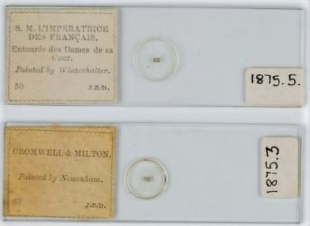 S. M. L'IMPERATRICE
DES FRANÇAIS,
Entourée des Dames de sa
Cour.
Painted by Winterhalter.
50 J.B.D.
1875.5.
CROMWELL & MILTON.
Painted by Newenham.
J.B.D.
1875.3